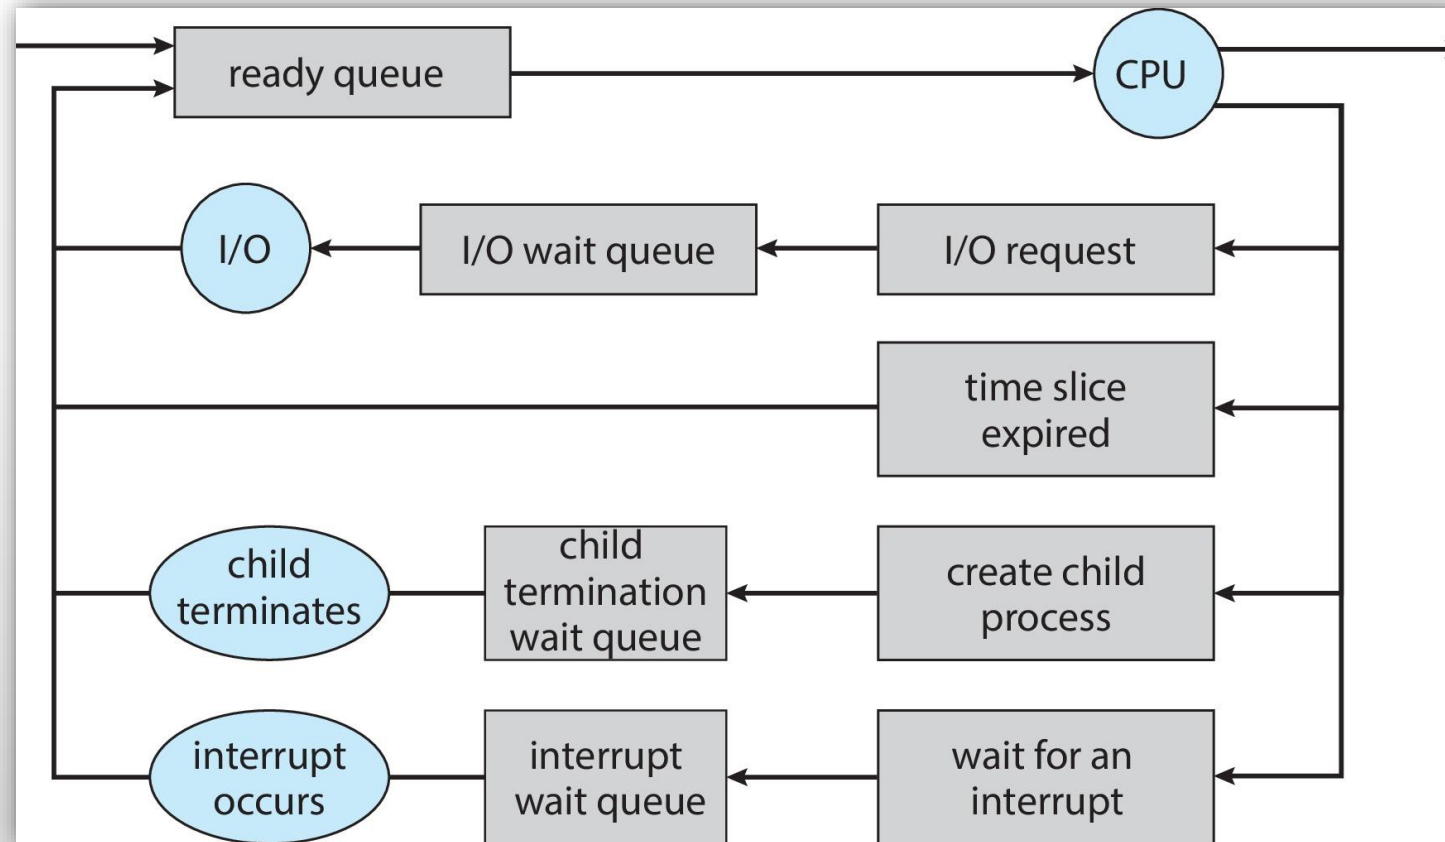 ready queue
CPU
I/O
I/O wait queue
I/O request
time slice
expired
child
terminates
child
termination
wait queue
create child
process
interrupt
occurs
interrupt
wait queue
wait for an
interrupt